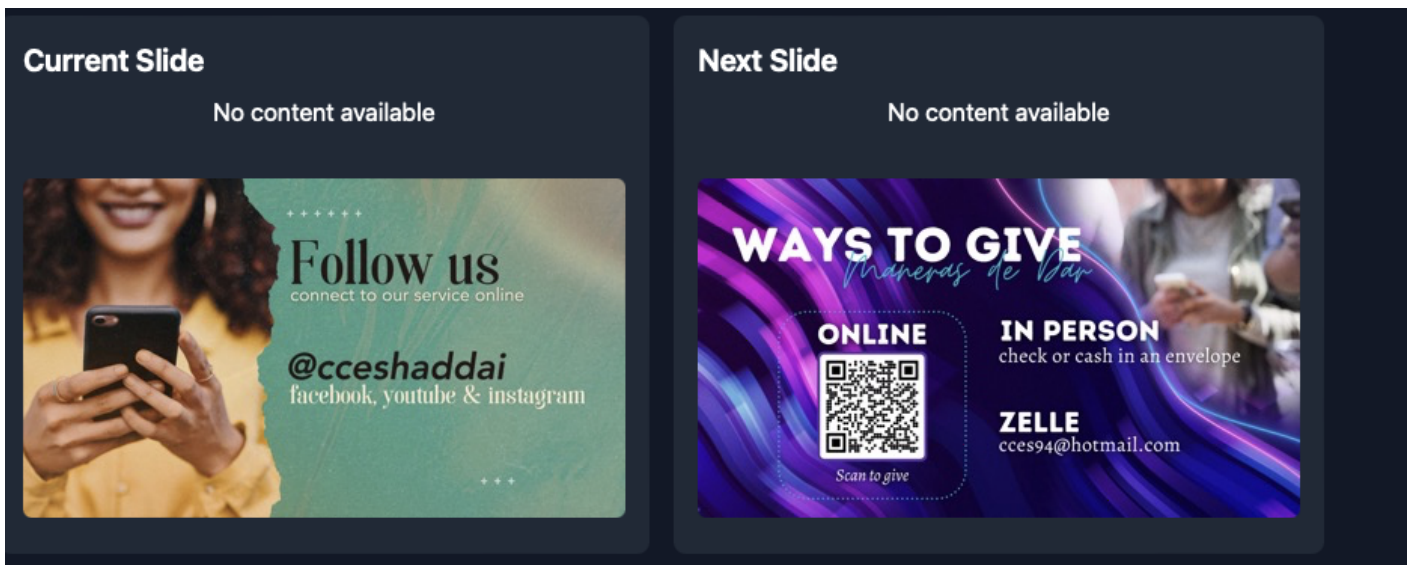 Current Slide
No content available
Follow us
connect to our service online
@cceshaddai
facebook, youtube & instagram
Next Slide
No content available
WAYS TO GIVE
Maneras de Dar
ONLINE
Scan to give
IN PERSON
check or cash in an envelope
ZELLE
cces94@hotmail.com